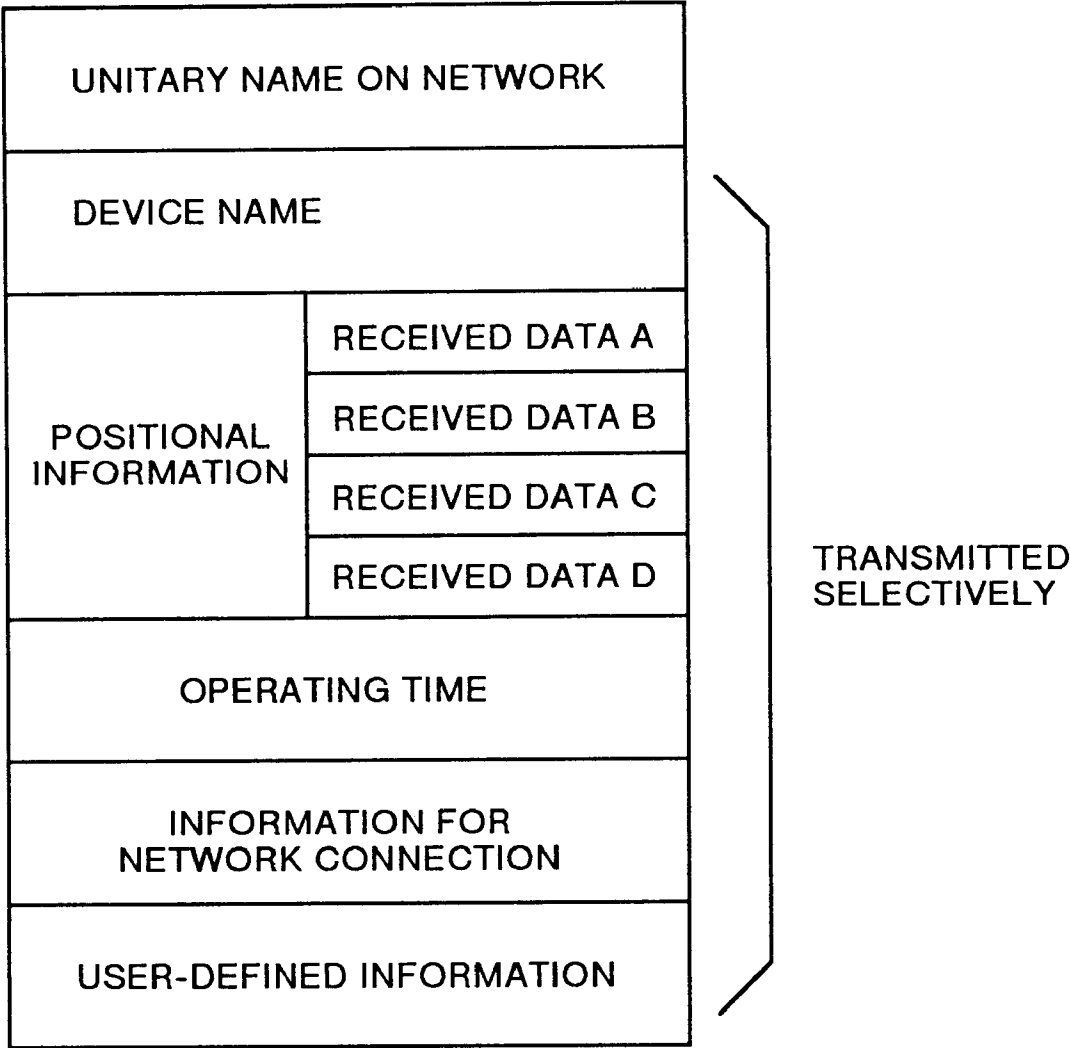 UNITARY NAME ON NETWORK
DEVICE NAME
POSITIONAL
INFORMATION
RECEIVED DATA A
RECEIVED DATA B
RECEIVED DATA C
RECEIVED DATA D
OPERATING TIME
INFORMATION FOR
NETWORK CONNECTION
USER-DEFINED INFORMATION
TRANSMITTED
SELECTIVELY